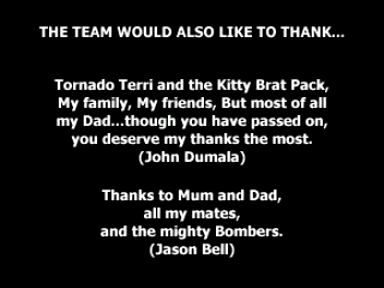 THE TEAM WOULD ALSO LIKE TO THANK...
Tornado Terri and the Kitty Brat Pack,
My family, My friends, But most of all
my Dad...though you have passed on,
you deserve my thanks the most.
(John Dumala)
Thanks to Mum and Dad,
all my mates,
and the mighty Bombers.
(Jason Bell)